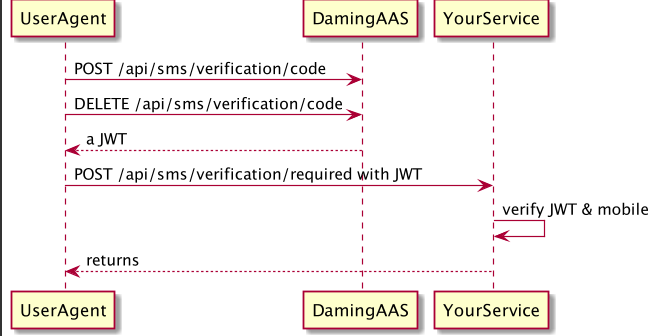 UserAgent DamingAAS YourService
POST /api/sms/verification/code
DELETE /api/sms/verification/code
a JWT
POST /api/sms/verification/required with JWT
verify JWT & mobile
returns
UserAgent DamingAAS YourService